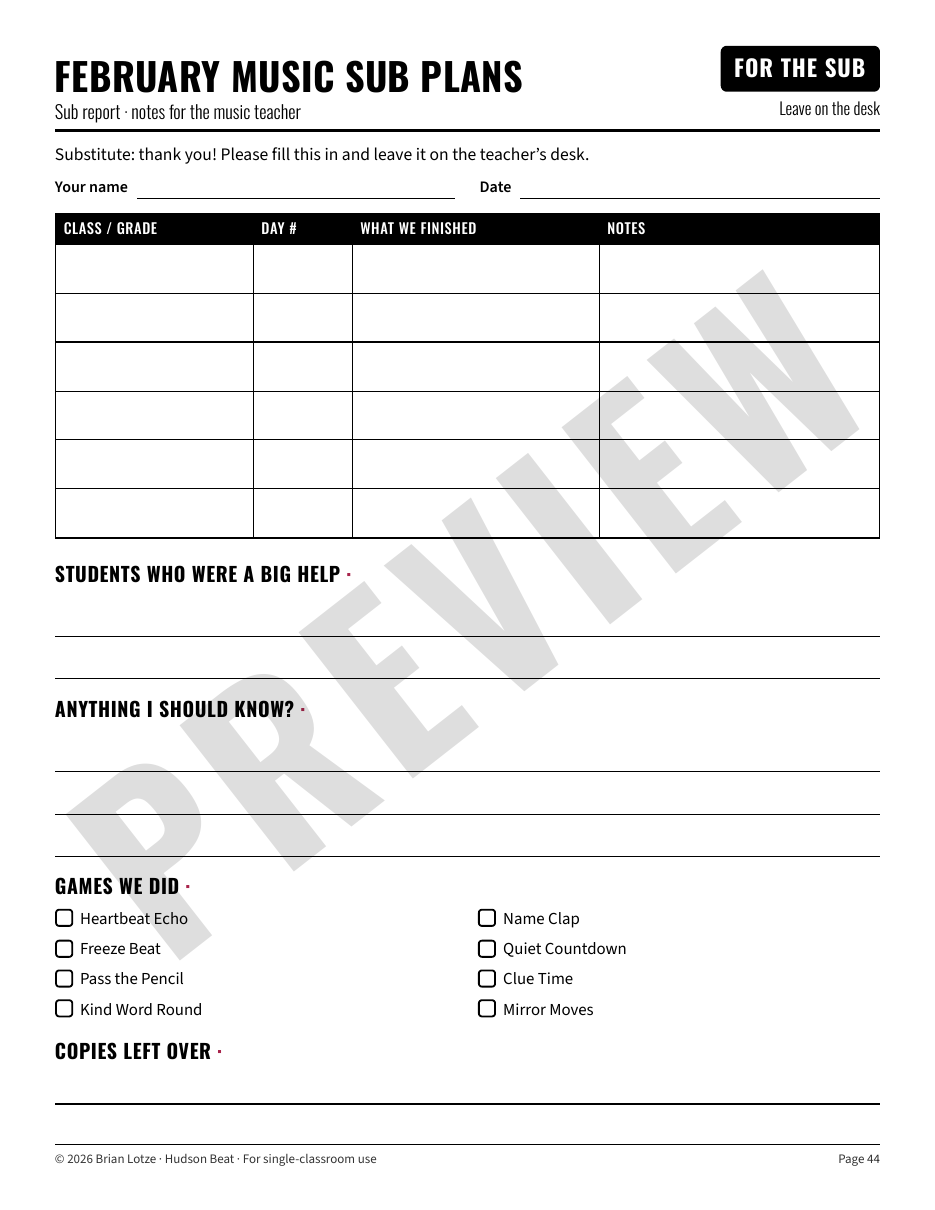 FEBRUARY MUSIC SUB PLANS
FOR THE SUB
Sub report · notes for the music teacher
Leave on the desk
Substitute: thank you! Please fill this in and leave it on the teacher’s desk.
Your name Date
CLASS / GRADE DAY # WHAT WE FINISHED NOTES
PREVIEW
STUDENTS WHO WERE A BIG HELP ·
ANYTHING I SHOULD KNOW? ·
GAMES WE DID ·
Heartbeat Echo Name Clap
Freeze Beat Quiet Countdown
Pass the Pencil Clue Time
Kind Word Round Mirror Moves
COPIES LEFT OVER ·
© 2026 Brian Lotze · Hudson Beat · For single-classroom use Page 44